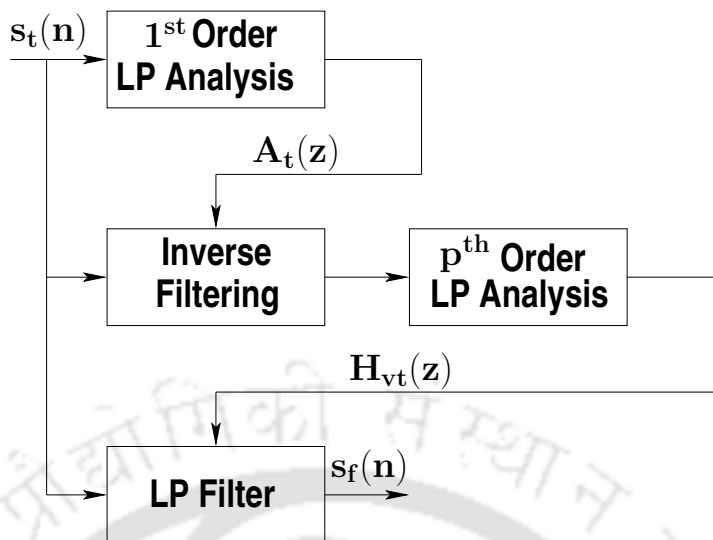 s_t(n)
1^st Order
LP Analysis
A_t(z)
Inverse
Filtering
p^th Order
LP Analysis
H_vt(z)
LP Filter
s_f(n)